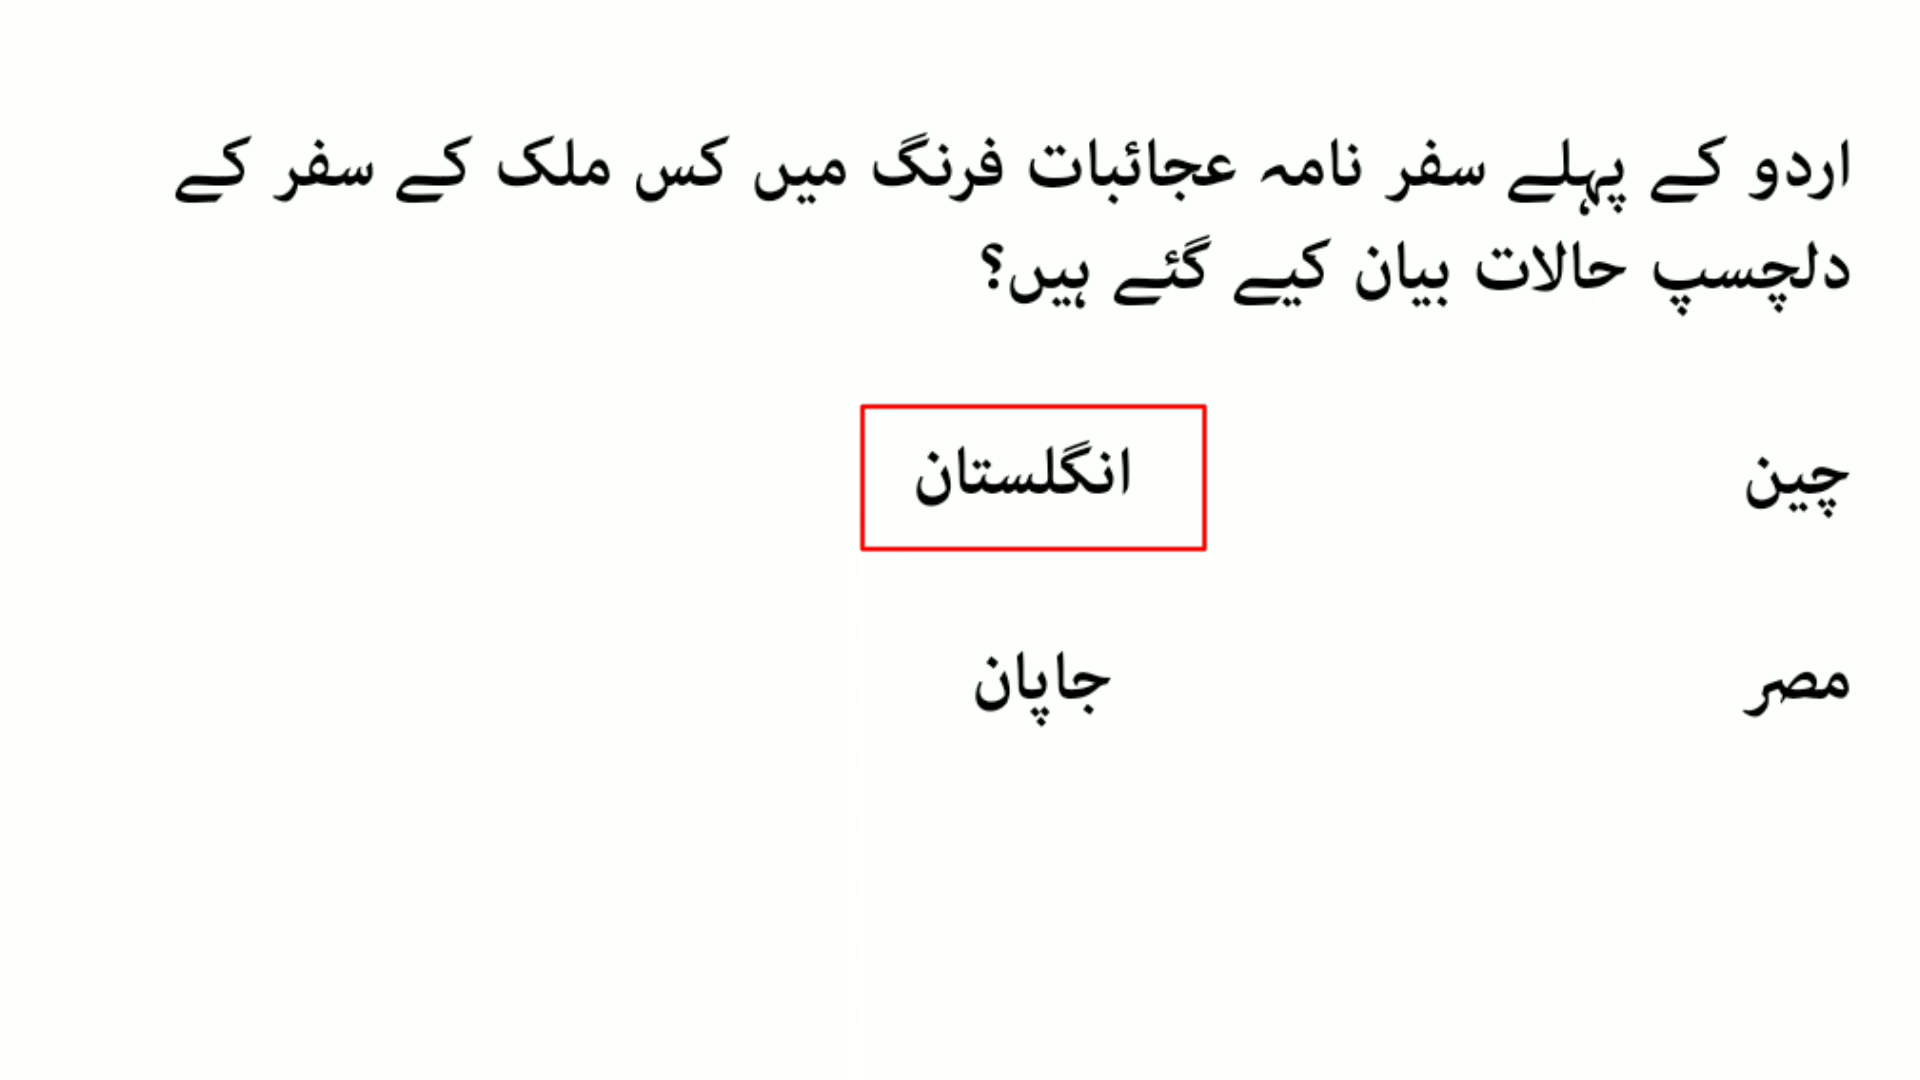 اردو کے پہلے سفر نامہ عجائبات فرنگ میں کس ملک کے سفر کے
دلچسپ حالات بیان کیے گئے ہیں؟
چین انگلستان
مصر جاپان